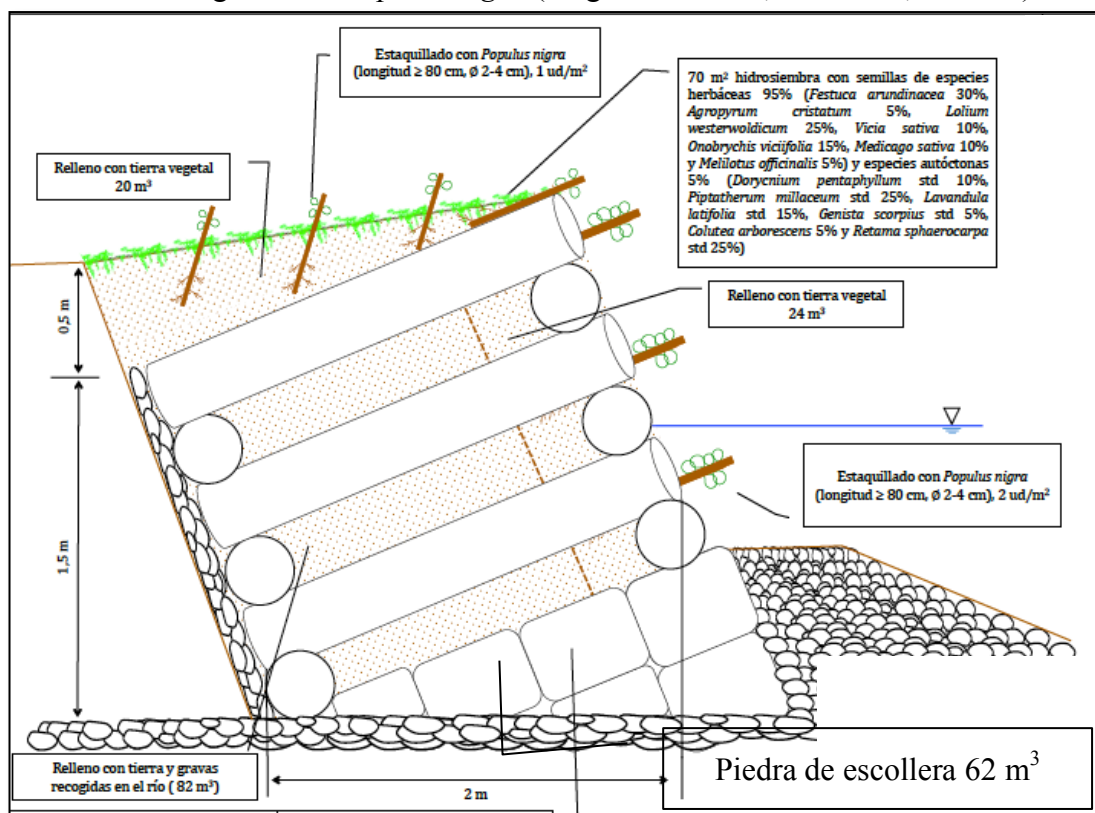 Estaquillado con Populus nigra
(longitud ≥ 80 cm, ø 2-4 cm), 1 ud/m²
70 m² hidrosiembra con semillas de especies
herbáceas 95% (Festuca arundinacea 30%,
Agropyrum cristatum 5%, Lolium
westerwoldicum 25%, Vicia sativa 10%,
Onobrychis viciifolia 15%, Medicago sativa 10%
y Melilotus officinalis 5%) y especies autóctonas
5% (Dorycnium pentaphyllum std 10%,
Piptatherum millaceum std 25%, Lavandula
latifolia std 15%, Genista scorpius std 5%,
Colutea arborescens 5% y Retama sphaerocarpa
std 25%)
Relleno con tierra vegetal
20 m³
Relleno con tierra vegetal
24 m³
0,5 m
1,5 m
Estaquillado con Populus nigra
(longitud ≥ 80 cm, ø 2-4 cm), 2 ud/m²
Relleno con tierra y gravas
recogidas en el río ( 82 m³)
2 m
Piedra de escollera 62 m³